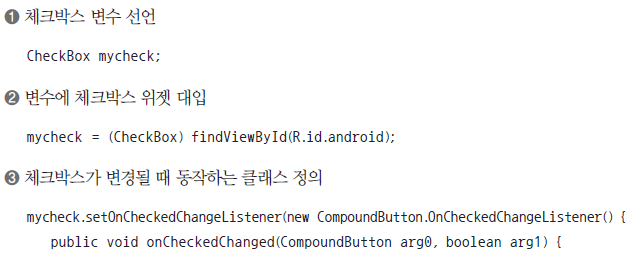 ❶ 체크박스 변수 선언
CheckBox mycheck;
❷ 변수에 체크박스 위젯 대입
mycheck = (CheckBox) findViewById(R.id.android);
❸ 체크박스가 변경될 때 동작하는 클래스 정의
mycheck.setOnCheckedChangeListener(new CompoundButton.OnCheckedChangeListener() {
public void onCheckedChanged(CompoundButton arg0, boolean arg1) {